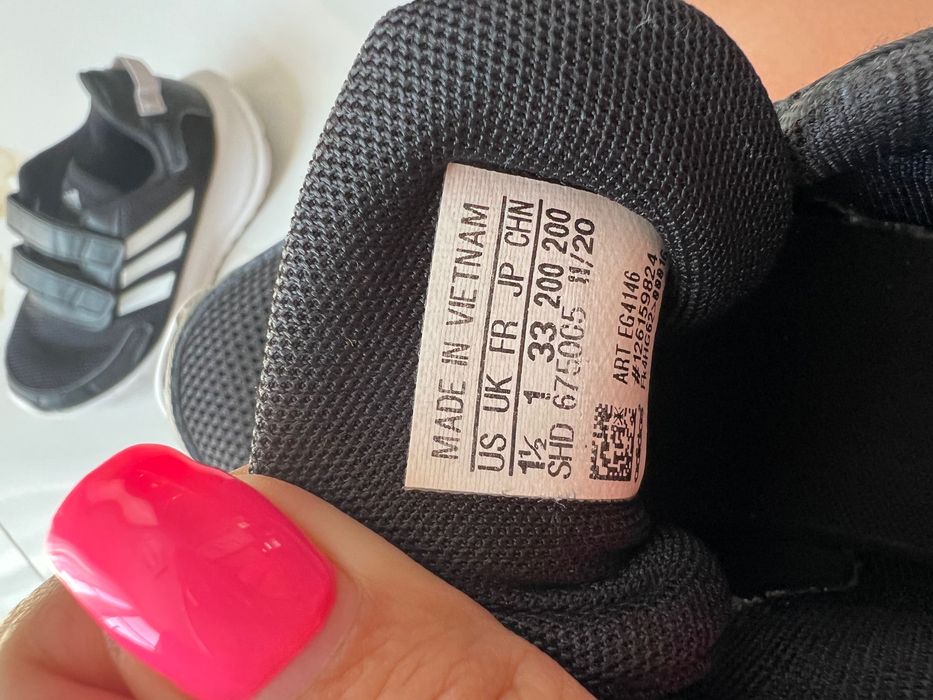 MADE IN VIETNAM
US UK FR JP CHN
1½ 1 33 200 200
SHD 675005 11/20
ART EG4146
#126159824